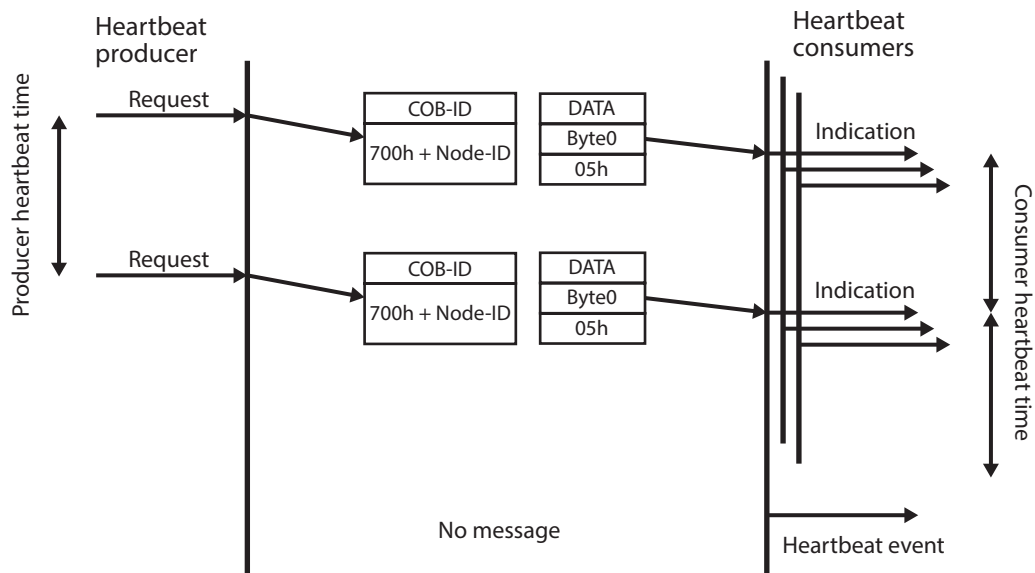 Heartbeat
producer
Heartbeat
consumers
Producer heartbeat time
Request
COB-ID
700h + Node-ID
DATA
Byte0
05h
Indication
Request
COB-ID
700h + Node-ID
DATA
Byte0
05h
Indication
Consumer heartbeat time
No message
Heartbeat event